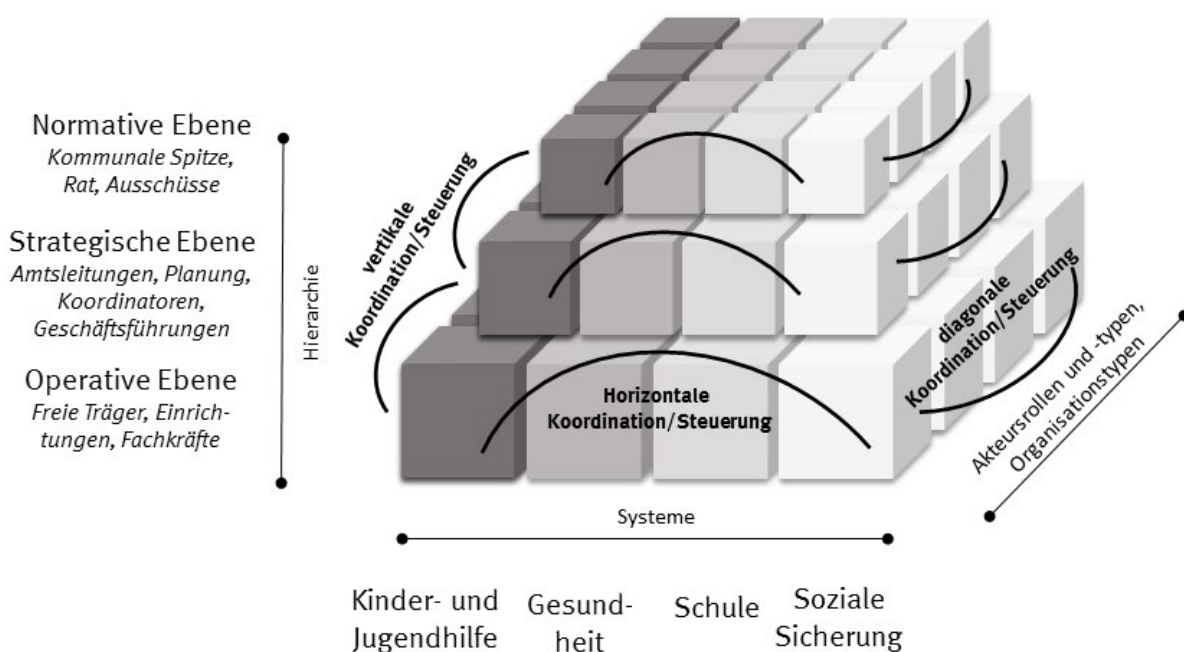 Normative Ebene
Kommunale Spitze,
Rat, Ausschüsse
Strategische Ebene
Amtsleitungen, Planung,
Koordinatoren,
Geschäftsführungen
Operative Ebene
Freie Träger, Einrich-
tungen, Fachkräfte
Hierarchie
vertikale
Koordination/Steuerung
Horizontale
Koordination/Steuerung
diagonale
Koordination/Steuerung
Akteursrollen und -typen,
Organisationstypen
Systeme
Kinder- und
Jugendhilfe
Gesund-
heit
Schule
Soziale
Sicherung